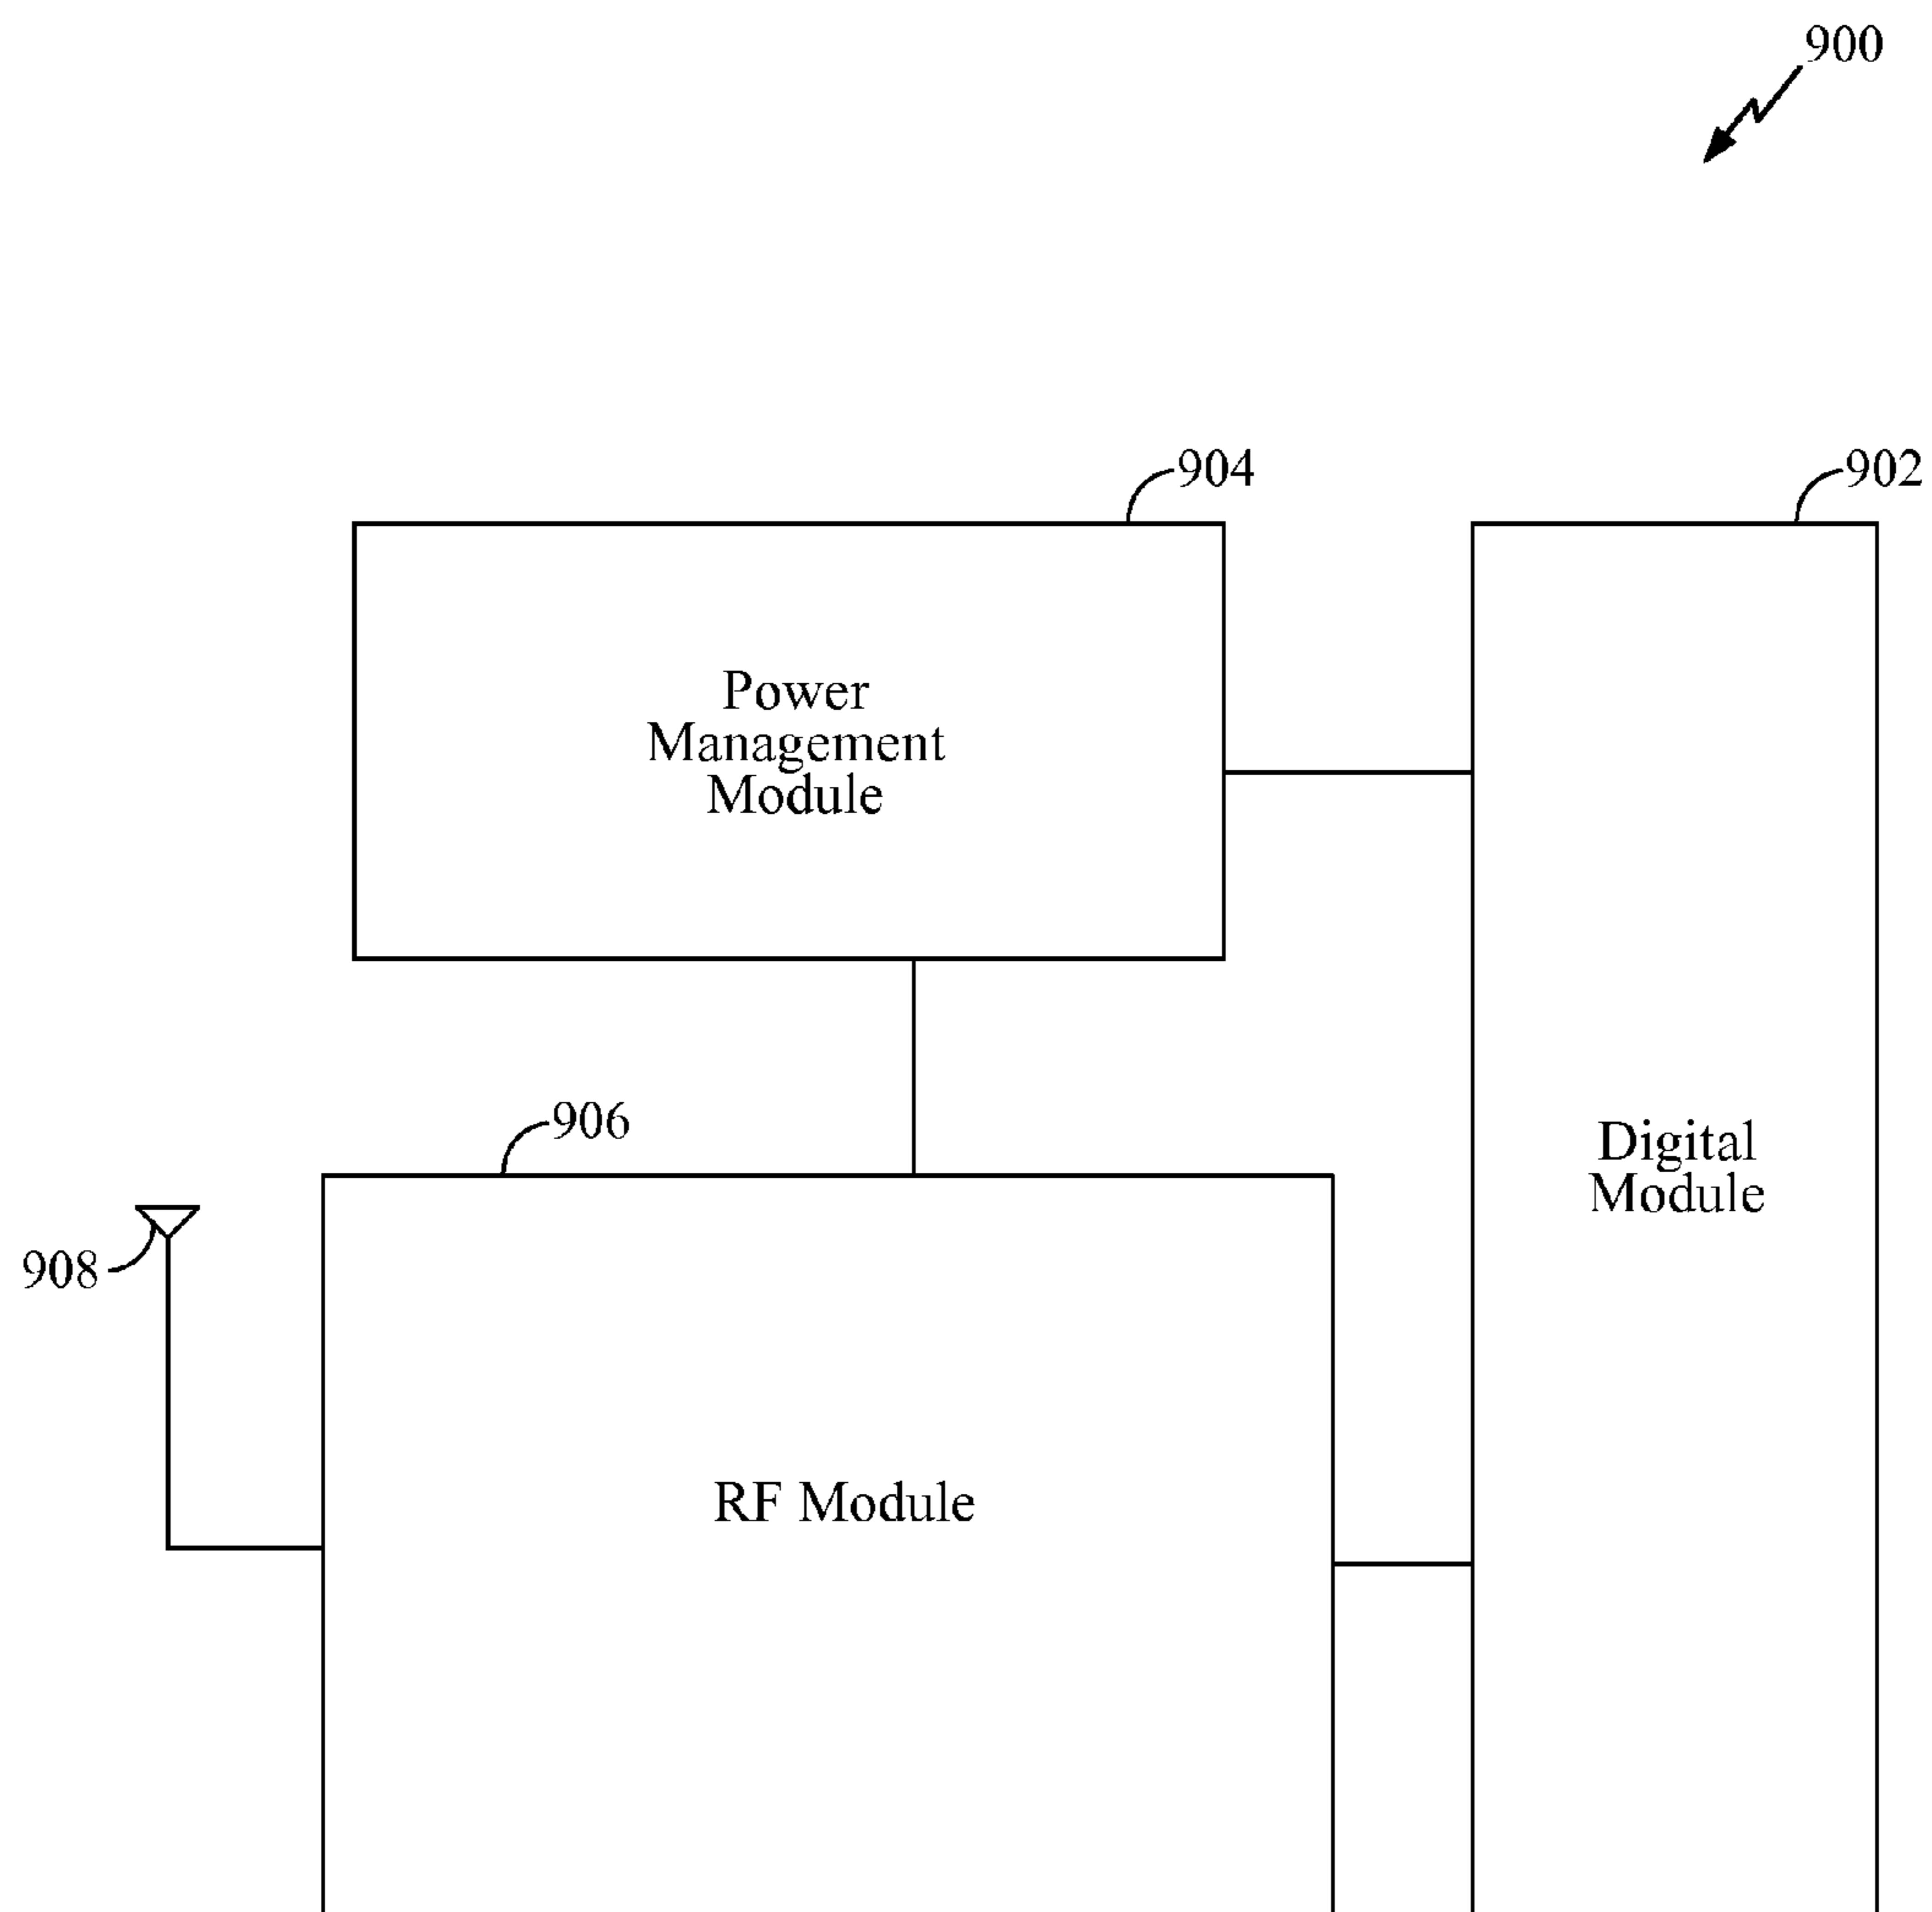 900
904
902
Power
Management
Module
906
Digital
Module
908
RF Module